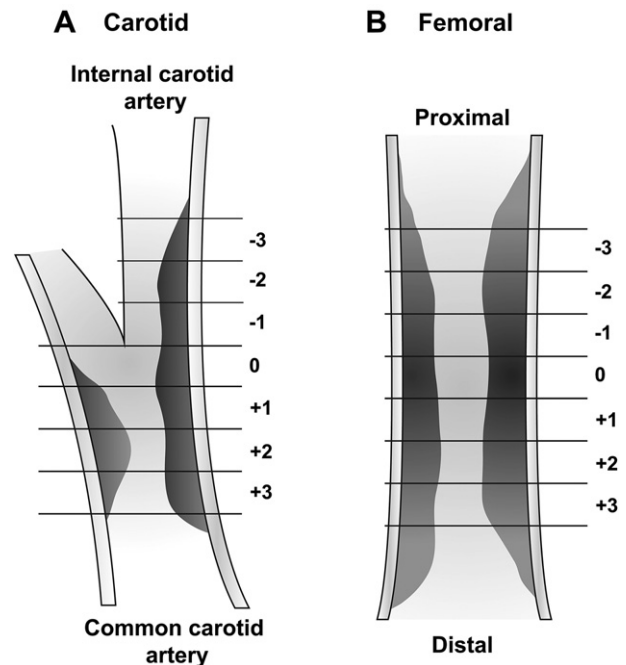 A Carotid
Internal carotid
artery
-3
-2
-1
0
+1
+2
+3
Common carotid
artery
B Femoral
Proximal
-3
-2
-1
0
+1
+2
+3
Distal